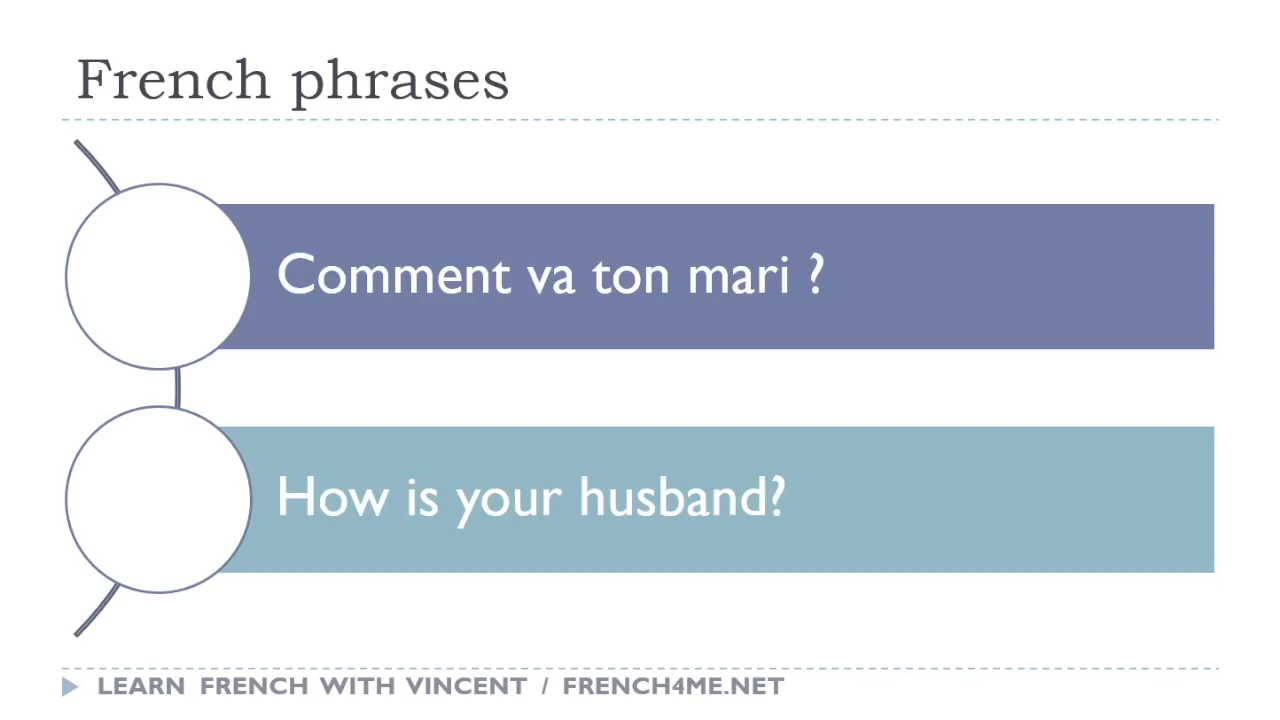 French phrases
Comment va ton mari ?
How is your husband?
LEARN FRENCH WITH VINCENT / FRENCH4ME.NET